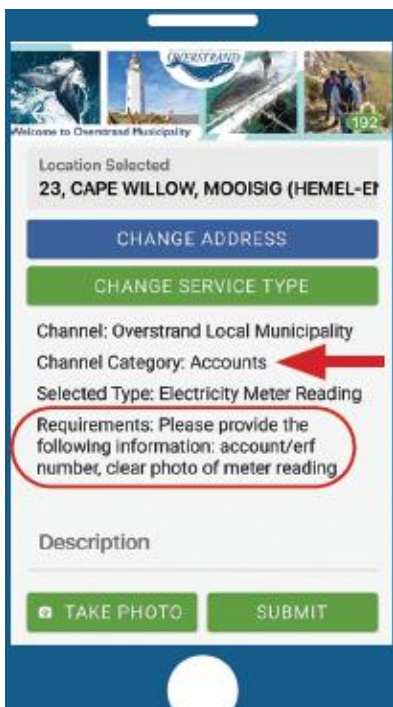 OVERSTRAND
Welcome to Overstrand Municipality
192
Location Selected
23, CAPE WILLOW, MOOISIG (HEMEL-EN
CHANGE ADDRESS
CHANGE SERVICE TYPE
Channel: Overstrand Local Municipality
Channel Category: Accounts
Selected Type: Electricity Meter Reading
Requirements: Please provide the
following information: account/erf
number, clear photo of meter reading
Description
TAKE PHOTO
SUBMIT